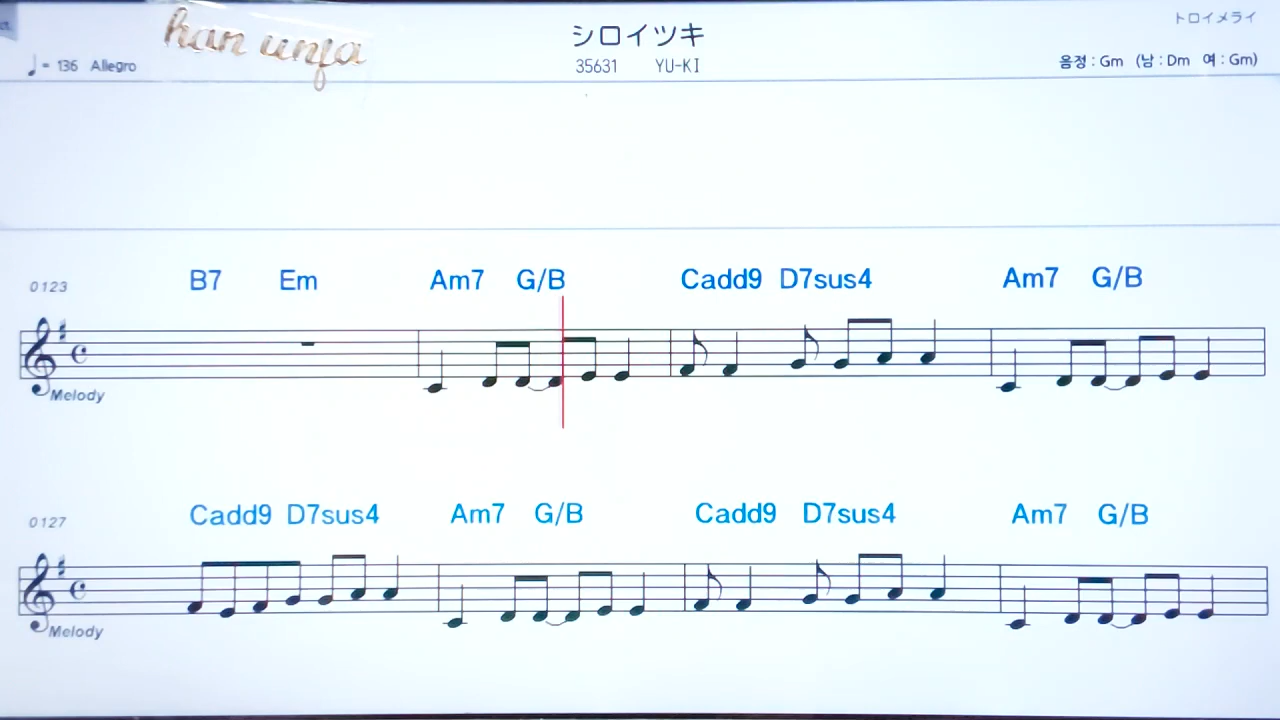 han unfa
シロイツキ
トロイメライ
♩= 136 Allegro
35631 YU-KI
음정 : Gm (남 : Dm 여 : Gm)
0123 B7 Em Am7 G/B Cadd9 D7sus4 Am7 G/B
Melody
0127 Cadd9 D7sus4 Am7 G/B Cadd9 D7sus4 Am7 G/B
Melody